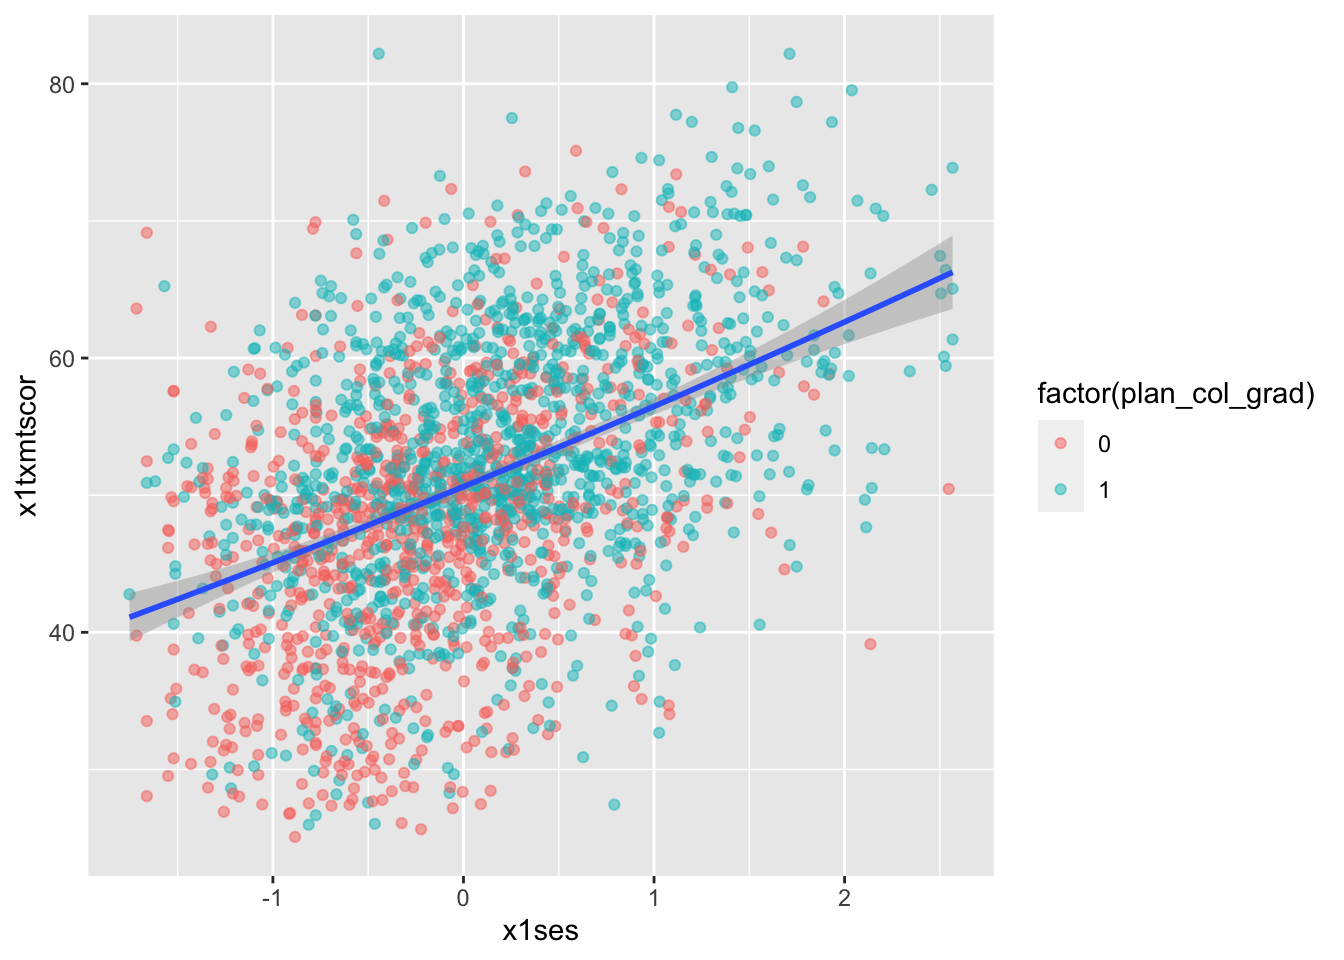 80
60
40
x1txmtscor
-1 0 1 2
x1ses
factor(plan_col_grad)
0
1